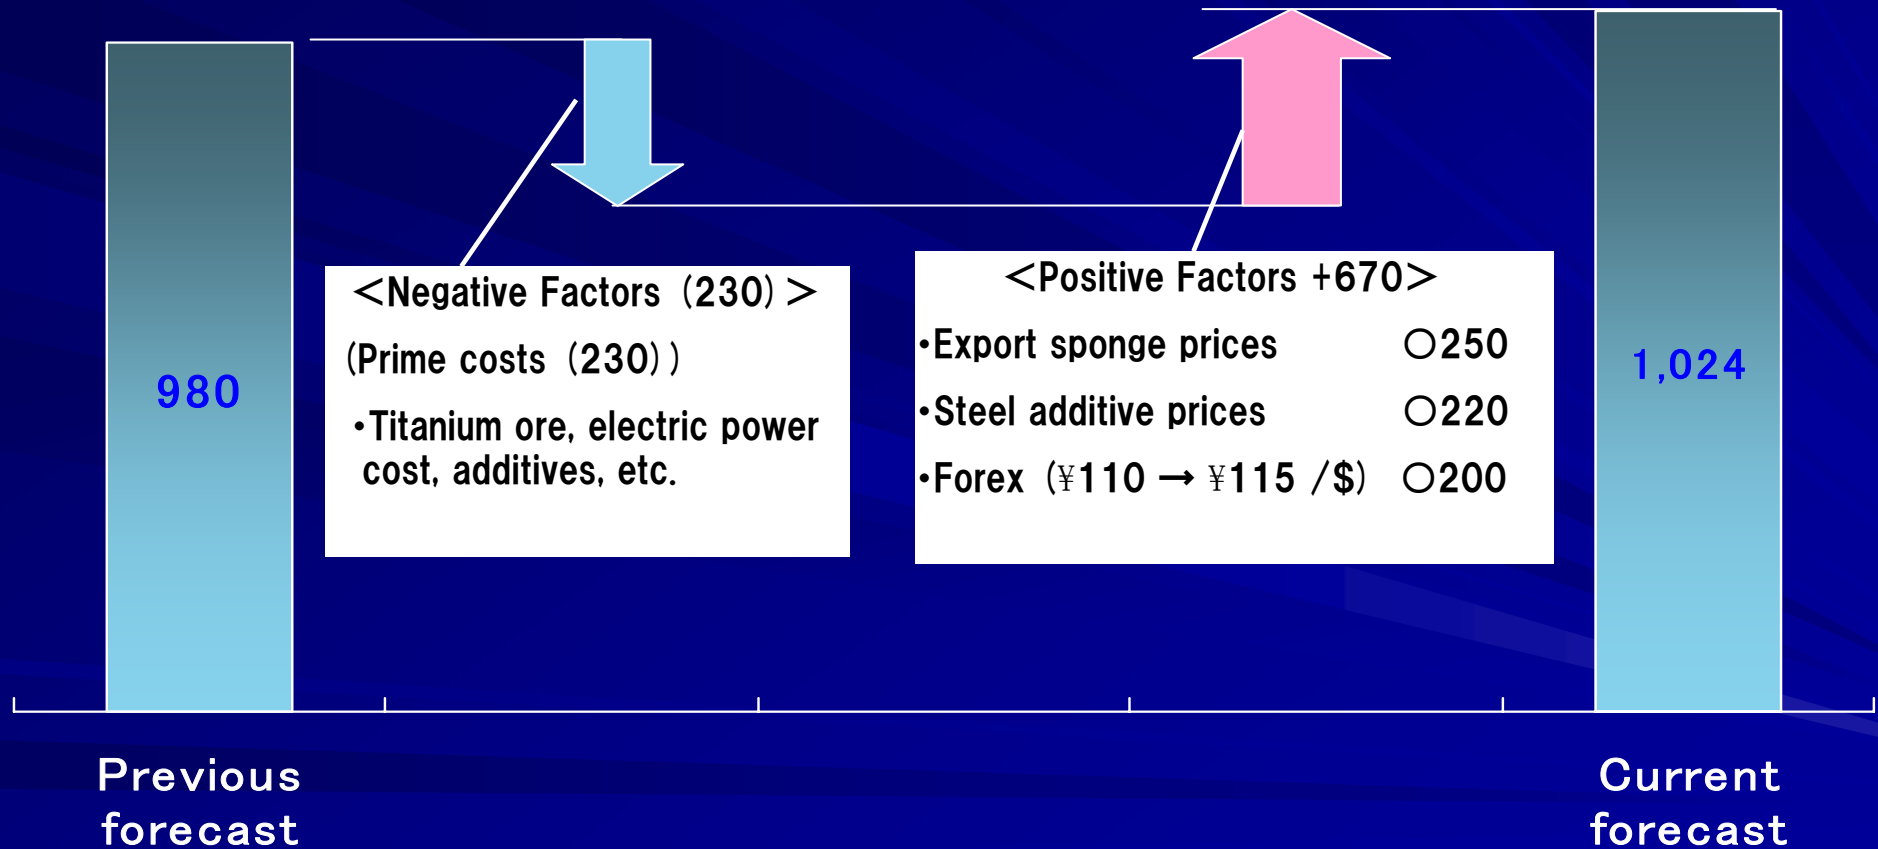 980
<Negative Factors (230)>
(Prime costs (230))
・Titanium ore, electric power
cost, additives, etc.
<Positive Factors +670>
・Export sponge prices ○250
・Steel additive prices ○220
・Forex (¥110 → ¥115 /$) ○200
1,024
Previous
forecast
Current
forecast